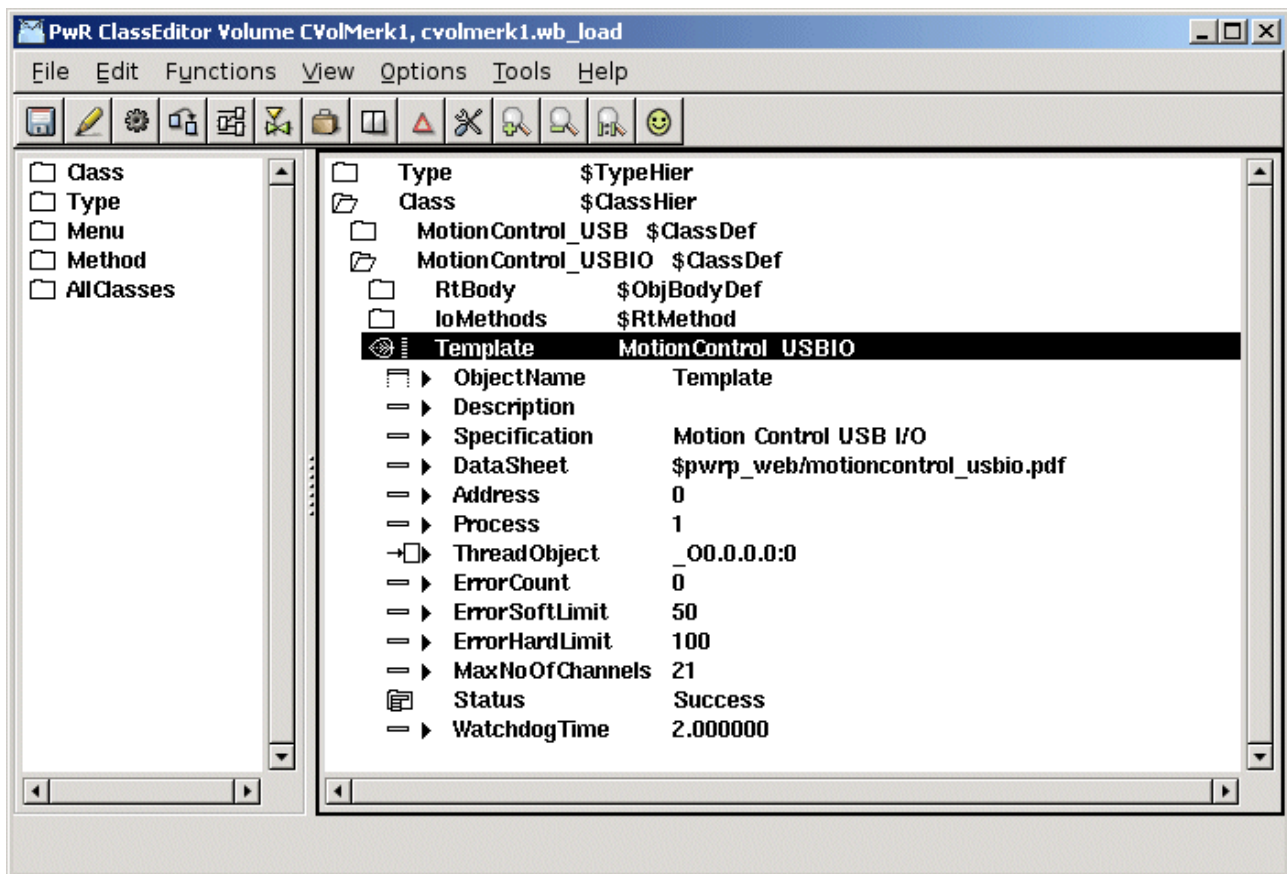 PwR ClassEditor Volume CVolMerk1, cvolmerk1.wb_load
File Edit Functions View Options Tools Help
Class
Type
Menu
Method
AllClasses
Type $TypeHier
Class $ClassHier
MotionControl_USB $ClassDef
MotionControl_USBIO $ClassDef
RtBody $ObjBodyDef
IoMethods $RtMethod
Template MotionControl_USBIO
ObjectName Template
Description
Specification Motion Control USB I/O
DataSheet $pwrp_web/motioncontrol_usbio.pdf
Address 0
Process 1
ThreadObject _O0.0.0.0:0
ErrorCount 0
ErrorSoftLimit 50
ErrorHardLimit 100
MaxNoOfChannels 21
Status Success
WatchdogTime 2.000000